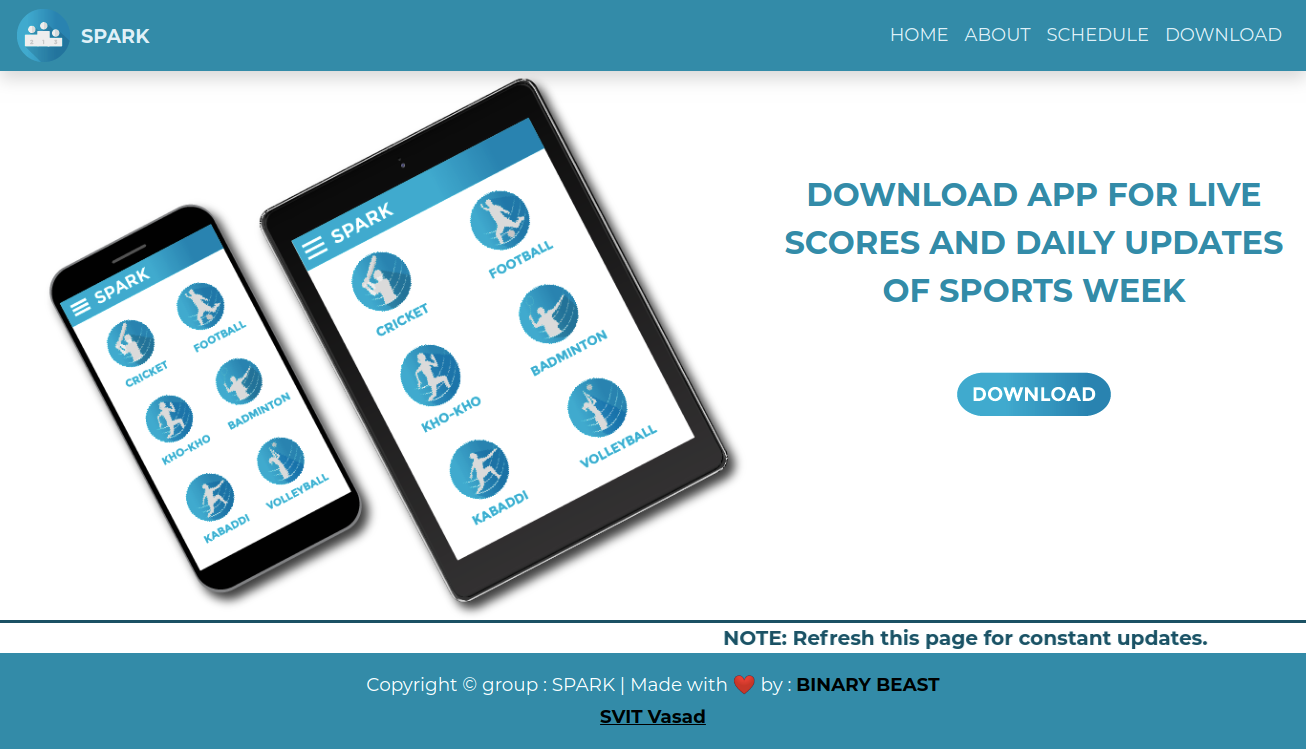 SPARK
HOME ABOUT SCHEDULE DOWNLOAD
SPARK
CRICKET
FOOTBALL
KHO-KHO
BADMINTON
KABADDI
VOLLEYBALL
SPARK
CRICKET
FOOTBALL
KHO-KHO
BADMINTON
KABADDI
VOLLEYBALL
DOWNLOAD APP FOR LIVE
SCORES AND DAILY UPDATES
OF SPORTS WEEK
DOWNLOAD
NOTE: Refresh this page for constant updates.
Copyright © group : SPARK | Made with ❤️ by : BINARY BEAST
SVIT Vasad